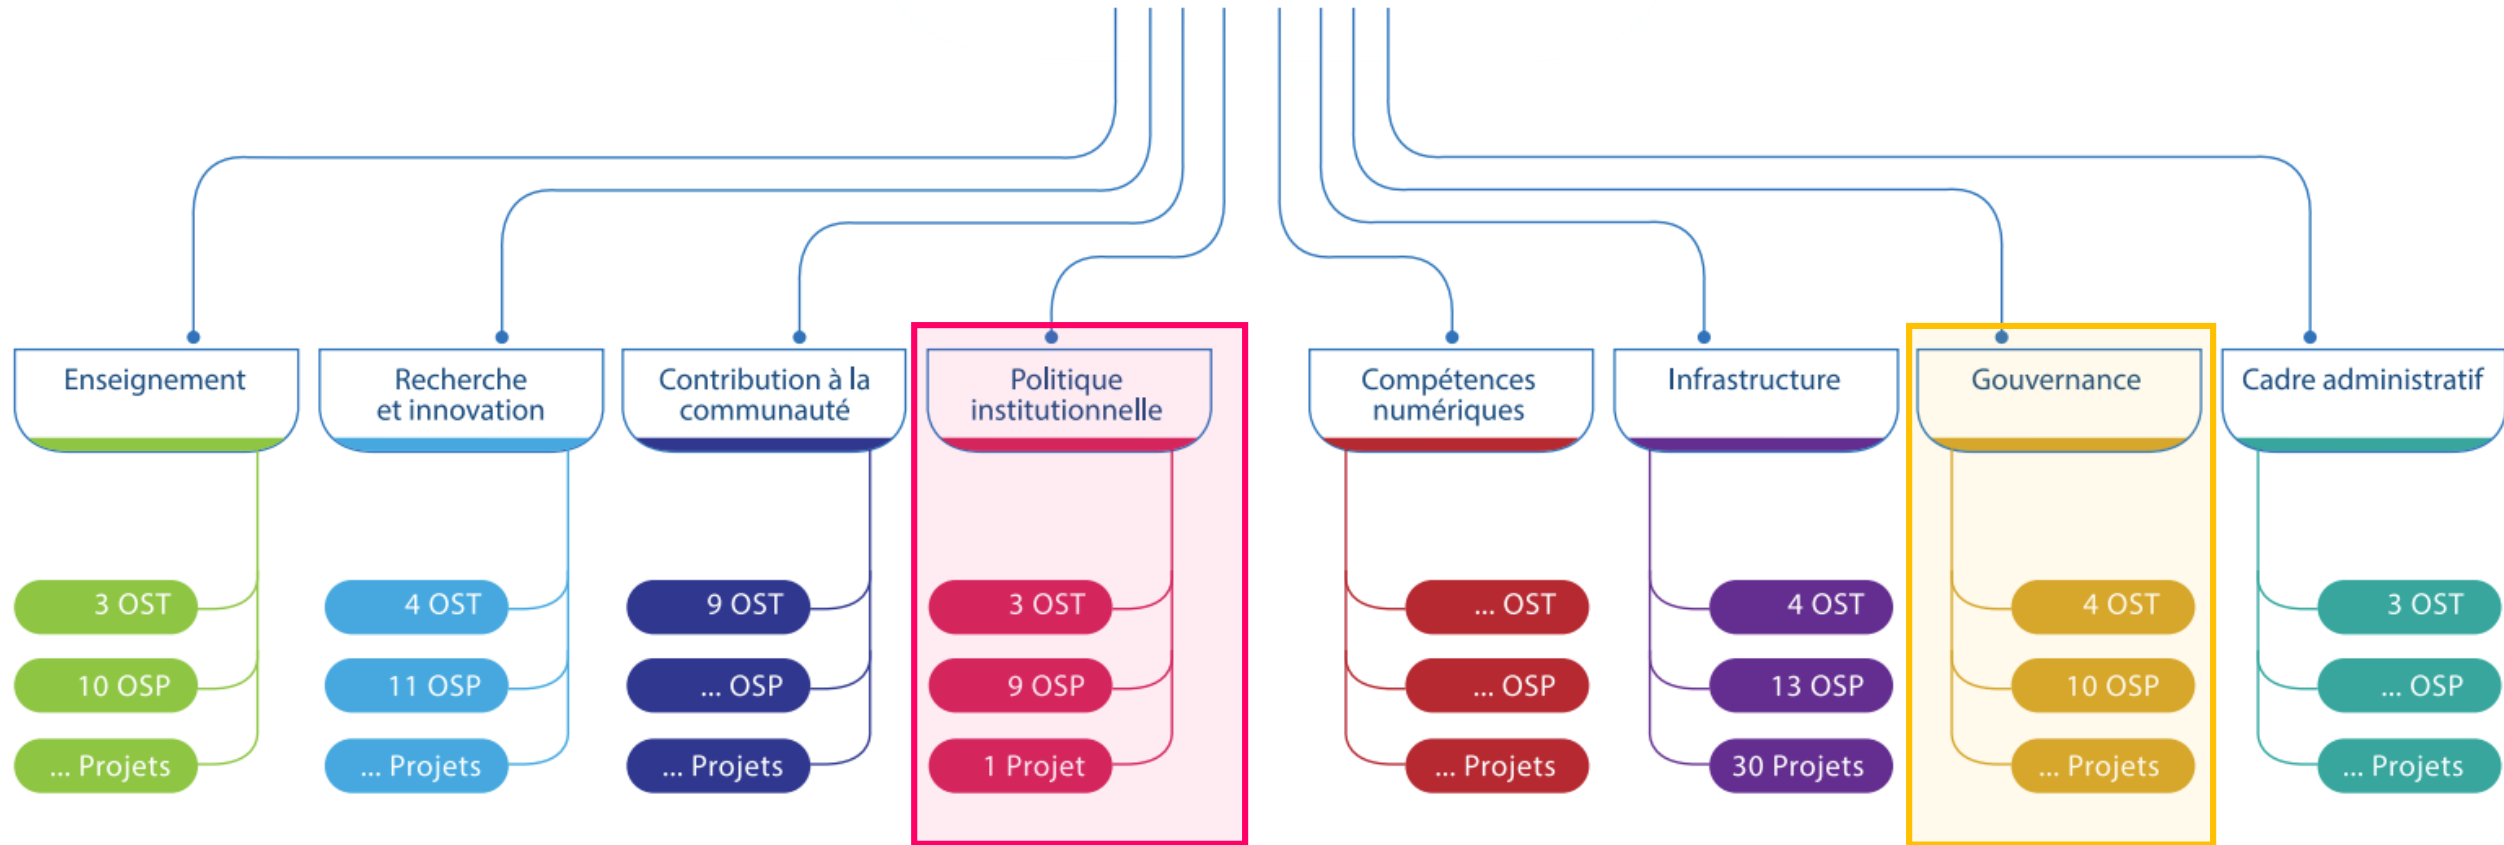 Enseignement
Recherche
et innovation
Contribution à la
communauté
Politique
institutionnelle
Compétences
numériques
Infrastructure
Gouvernance
Cadre administratif
3 OST
4 OST
9 OST
3 OST
... OST
4 OST
4 OST
3 OST
10 OSP
11 OSP
... OSP
9 OSP
... OSP
13 OSP
10 OSP
... OSP
... Projets
... Projets
... Projets
1 Projet
... Projets
30 Projets
... Projets
... Projets